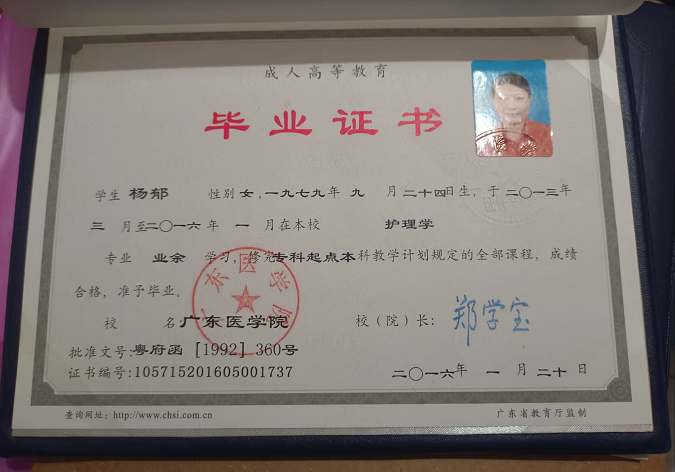 成人高等教育
毕业证书
学生 杨郁 性别 女,一九七九年 九 月二十四日生,于二〇一三年
三 月至二〇一六年 一 月在本校 护理学
专业 业余 学习,修完专科起点本科教学计划规定的全部课程,成绩
合格,准予毕业。
广东医学院
校 名广东医学院 校(院)长: 郑学宝
批准文号:粤府函[1992]360号
证书编号:105715201605001737 二〇一六年 一 月 二十日
查询网址:http://www.chsi.com.cn 广东省教育厅监制